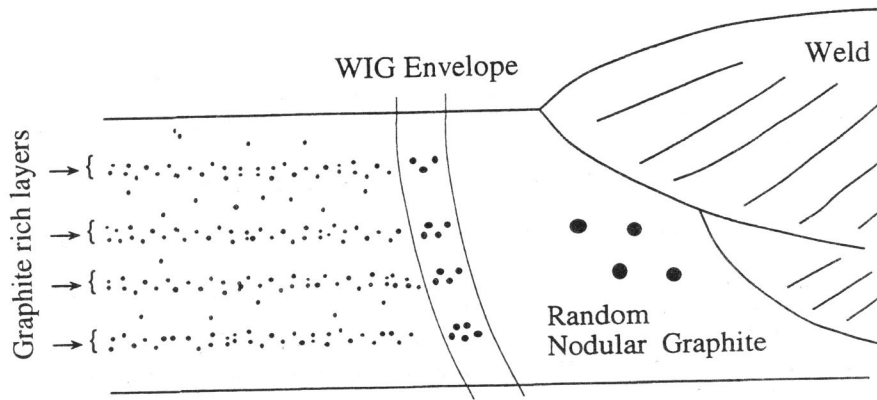 WIG Envelope
Weld
Graphite rich layers
Random
Nodular Graphite